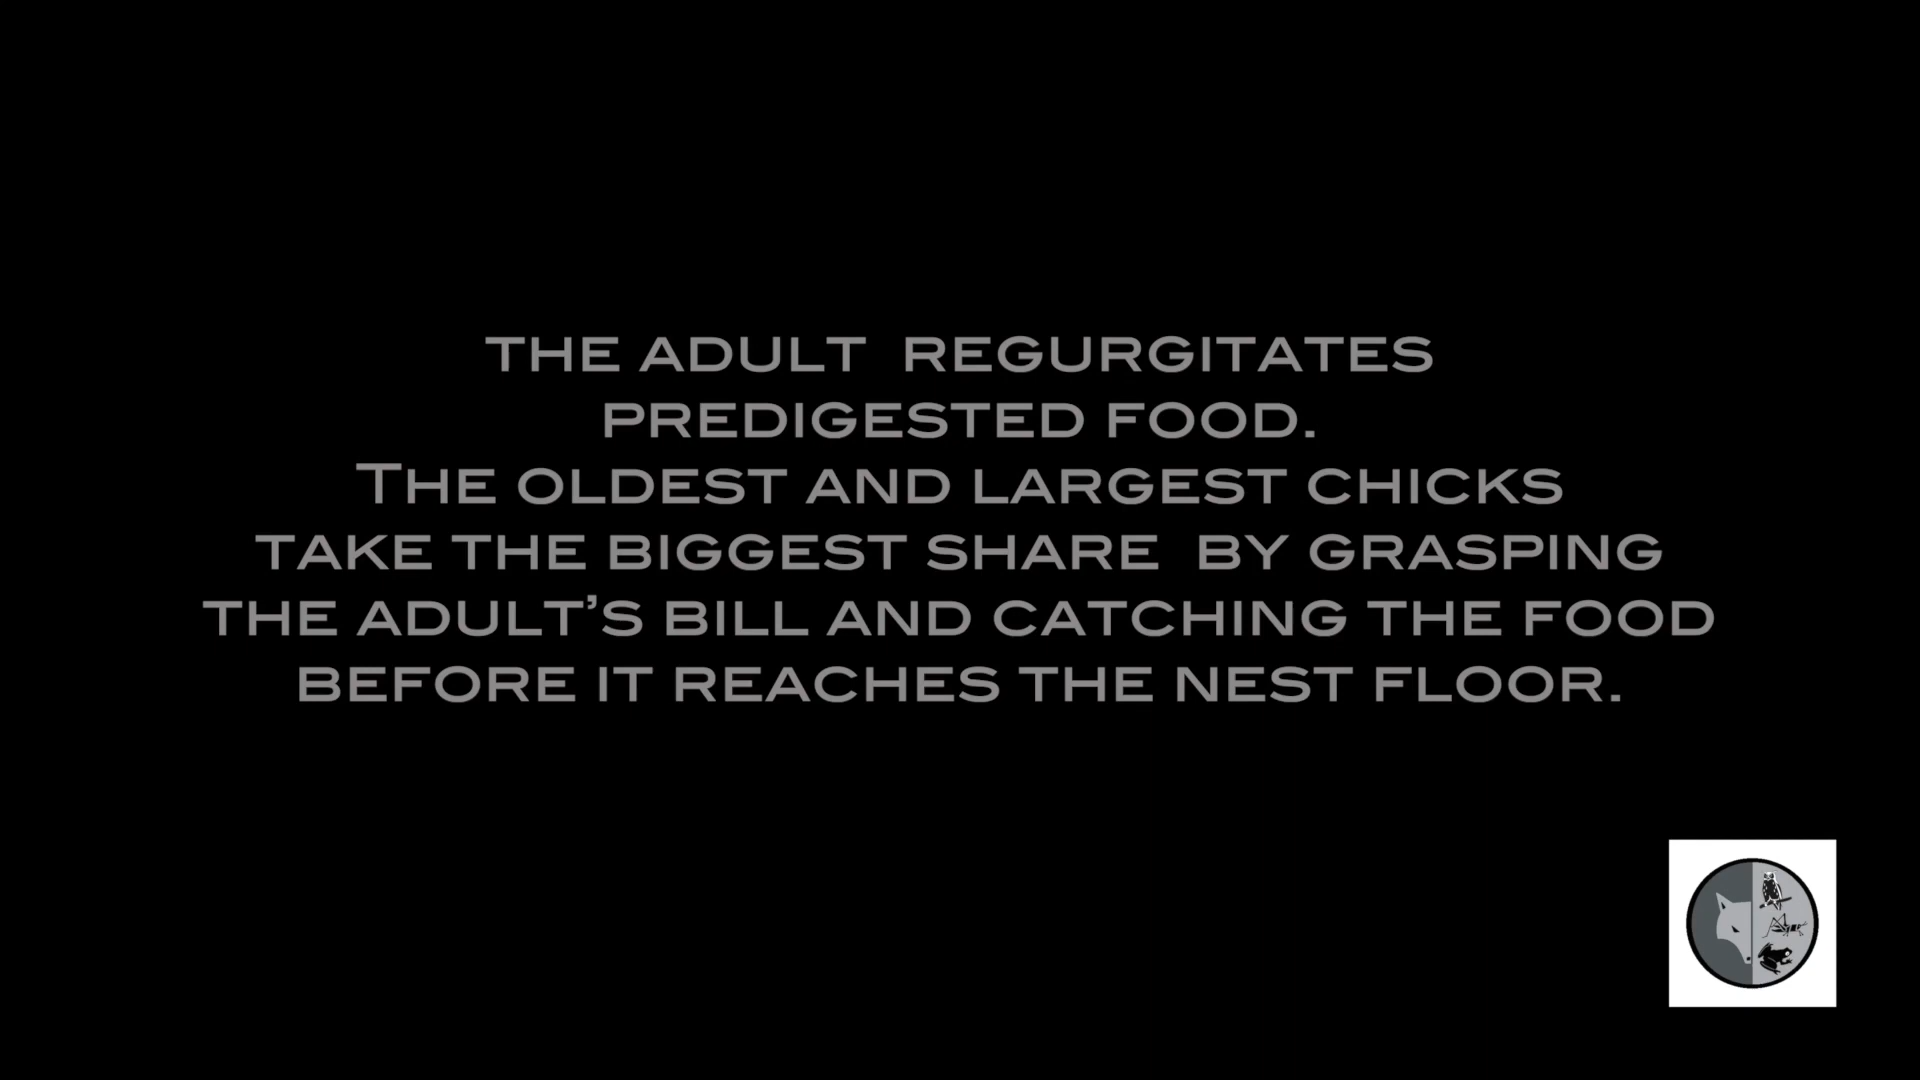 THE ADULT REGURGITATES
PREDIGESTED FOOD.
THE OLDEST AND LARGEST CHICKS
TAKE THE BIGGEST SHARE BY GRASPING
THE ADULT’S BILL AND CATCHING THE FOOD
BEFORE IT REACHES THE NEST FLOOR.